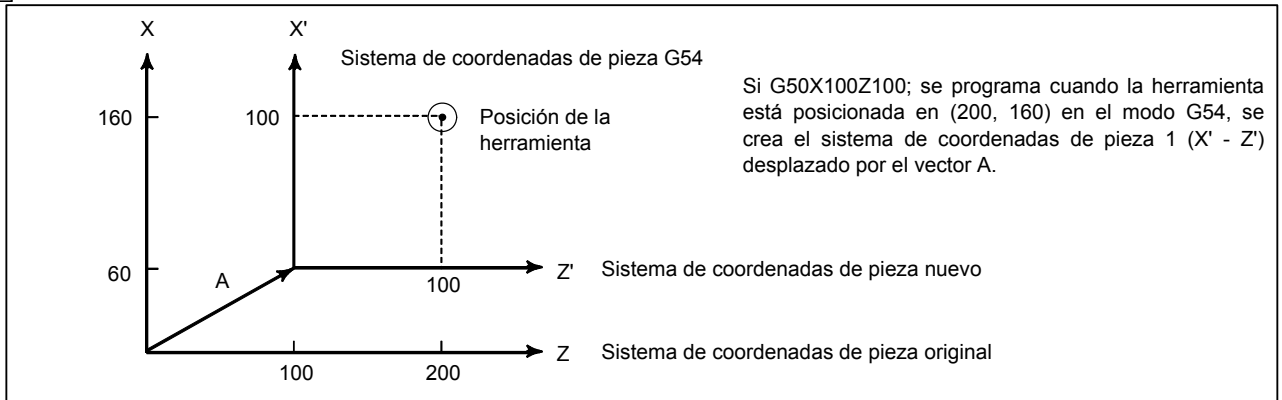 X
X'
Sistema de coordenadas de pieza G54
Si G50X100Z100; se programa cuando la herramienta
está posicionada en (200, 160) en el modo G54, se
crea el sistema de coordenadas de pieza 1 (X' - Z')
desplazado por el vector A.
160
100
Posición de la
herramienta
60
A
100
Z'
Sistema de coordenadas de pieza nuevo
Z
Sistema de coordenadas de pieza original
100
200